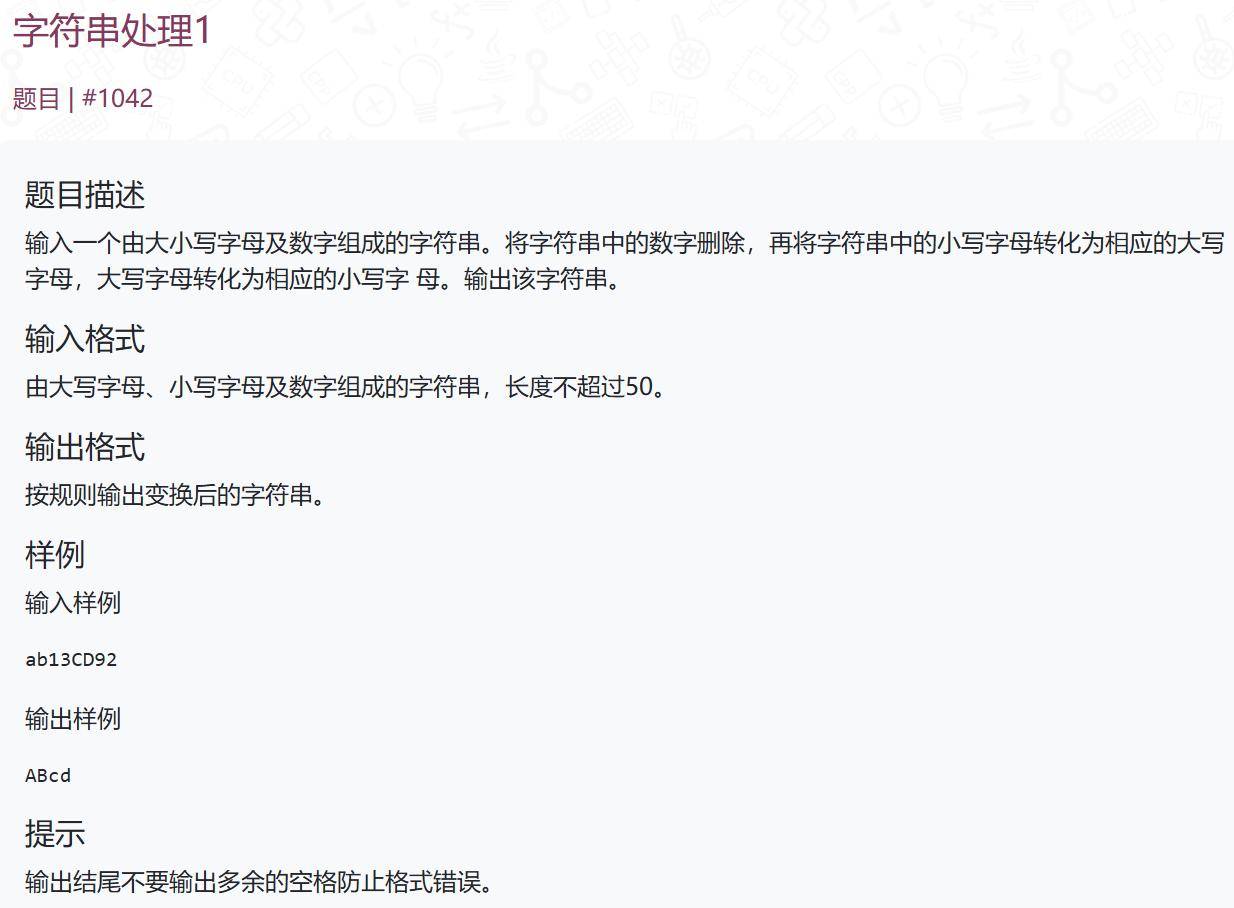 字符串处理1
题目 | #1042
题目描述
输入一个由大小写字母及数字组成的字符串。将字符串中的数字删除，再将字符串中的小写字母转化为相应的大写
字母，大写字母转化为相应的小写字 母。输出该字符串。
输入格式
由大写字母、小写字母及数字组成的字符串，长度不超过50。
输出格式
按规则输出变换后的字符串。
样例
输入样例
ab13CD92
输出样例
ABcd
提示
输出结尾不要输出多余的空格防止格式错误。